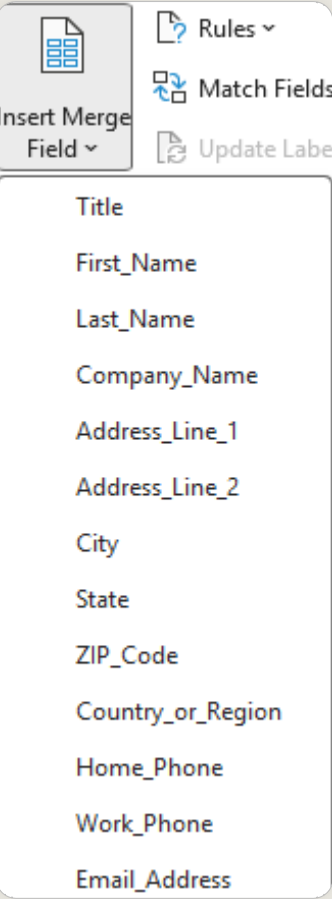 Rules
Match Fields
Insert Merge
Field
Update Labe
Title
First_Name
Last_Name
Company_Name
Address_Line_1
Address_Line_2
City
State
ZIP_Code
Country_or_Region
Home_Phone
Work_Phone
Email_Address